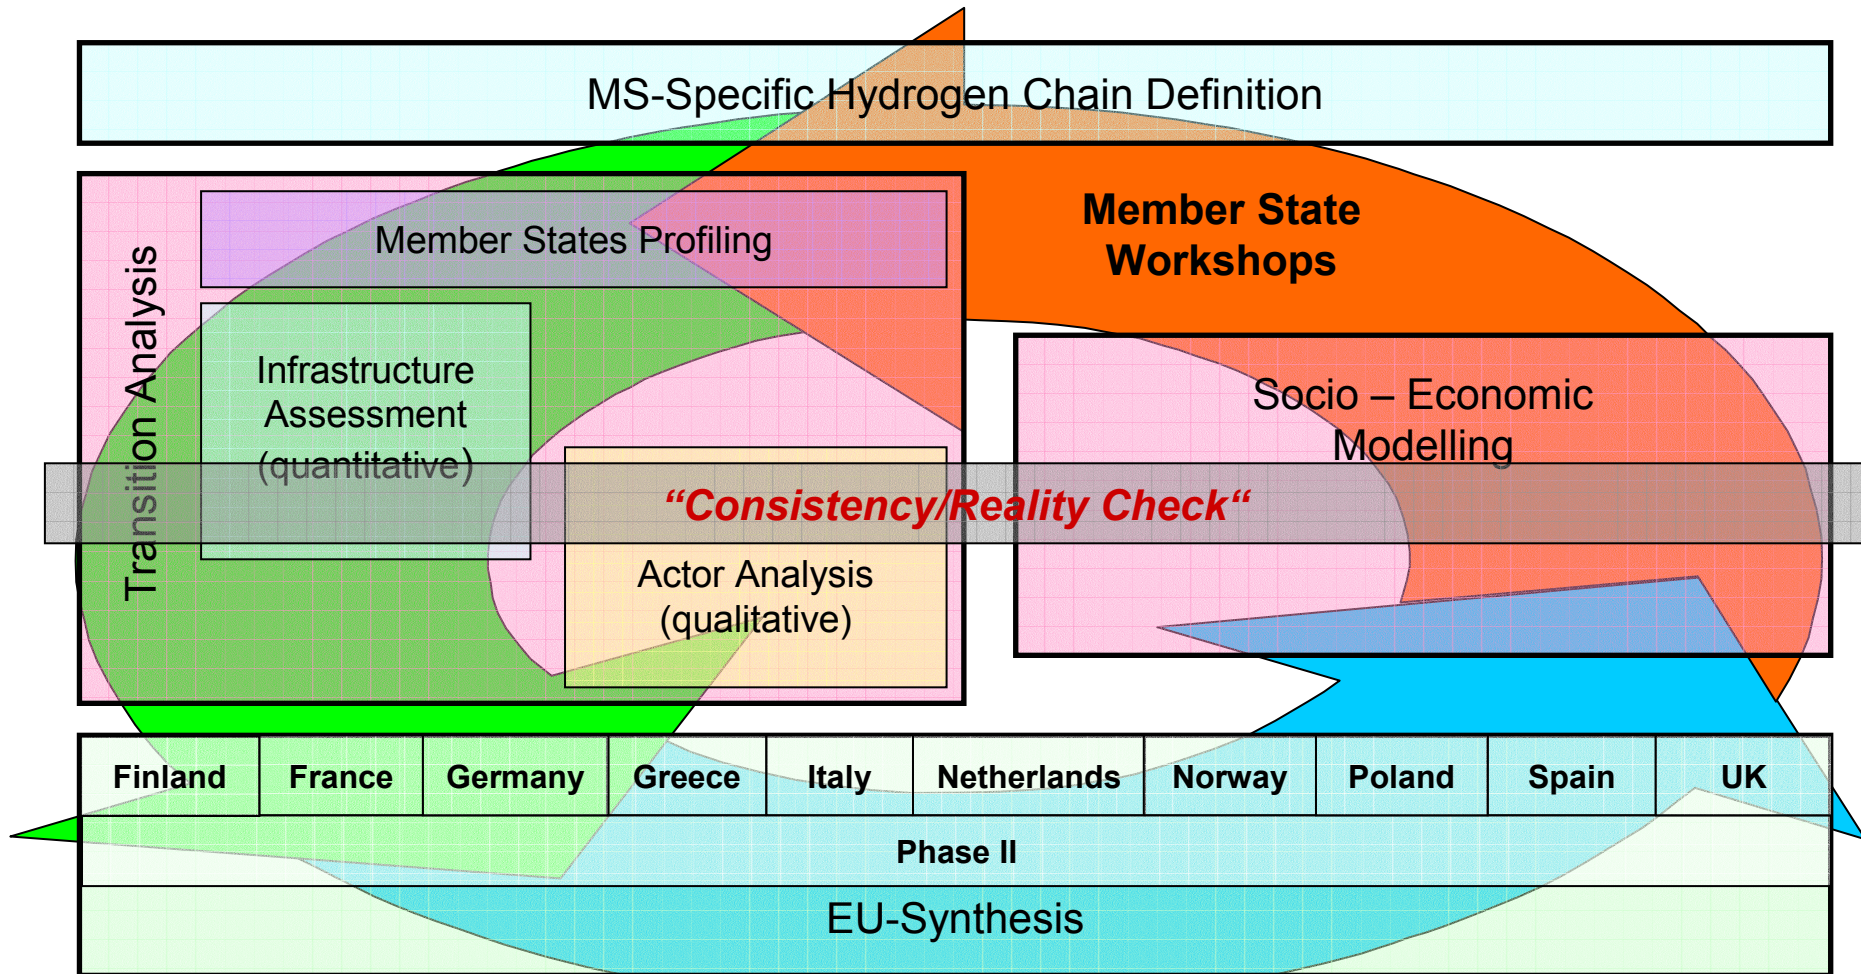 MS-Specific Hydrogen Chain Definition
Member State
Workshops
Transition Analysis
Member States Profiling
Infrastructure
Assessment
(quantitative)
Socio – Economic
Modelling
“Consistency/Reality Check“
Actor Analysis
(qualitative)
Finland France Germany Greece Italy Netherlands Norway Poland Spain UK
Phase II
EU-Synthesis